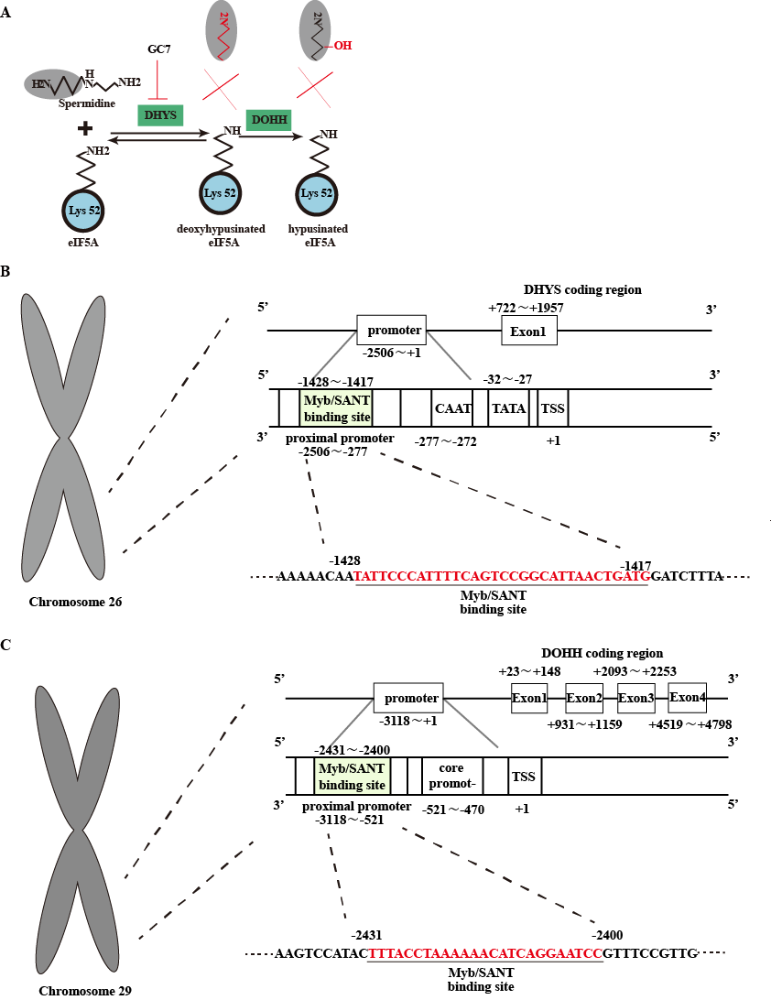 A
2N
2N
OH
GC7
H
H2N
N
NH2
Spermidine
DHYS
DOHH
NH2
NH
NH
Lys 52
Lys 52
Lys 52
eIF5A
deoxyhypusinated
eIF5A
hypusinated
eIF5A
B
DHYS coding region
5’
+722～+1957
3’
promoter
Exon1
-2506～+1
5’
-1428～-1417
-32～-27
3’
Myb/SANT
binding site
CAAT
TATA
TSS
3’
proximal promoter
-2506～-277
-277～-272
+1
5’
-1428
-1417
AAAAACAATATTCCCATTTTCAGTCCGGCATTAACTGATGGATCTTTA
Myb/SANT
binding site
Chromosome 26
C
DOHH coding region
5’
+23～+148
+2093～+2253
3’
promoter
Exon1
Exon2
Exon3
Exon4
-3118～+1
+931～+1159
+4519～+4798
5’
-2431～-2400
3’
Myb/SANT
binding site
core
promot-
TSS
3’
proximal promoter
-3118～-521
-521～-470
+1
5’
-2431
-2400
AAGTCCATACTTTACCTAAAAAACATCAGGAATCCGTTTCCGTTG
Myb/SANT
binding site
Chromosome 29